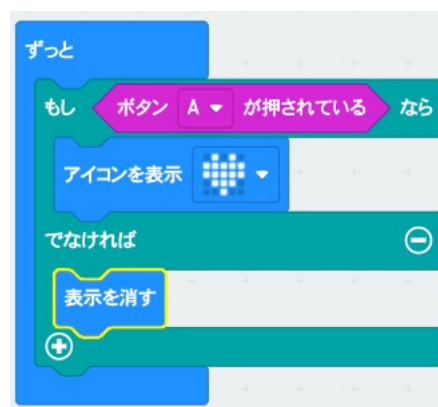 ずっと
もし ボタン A が押されている なら
アイコンを表示
でなければ
表示を消す